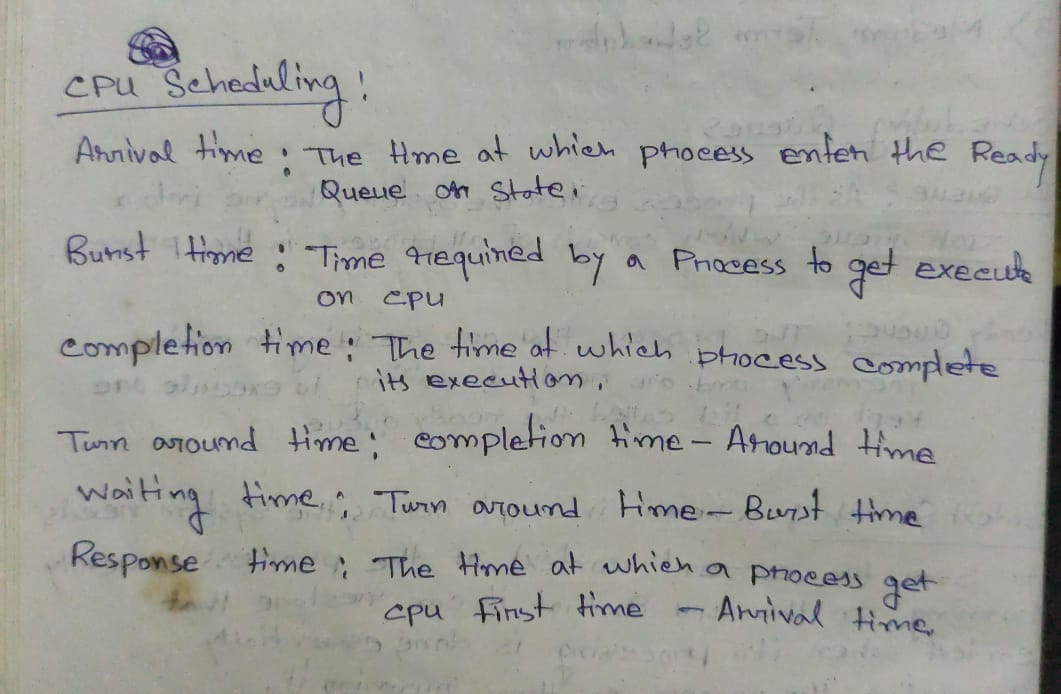 CPU Scheduling:
Arrival time: The time at which process enter the Ready
Queue or State.
Burst time: Time required by a Process to get execute
on CPU
completion time: The time at which process complete
its execution.
Turn around time: completion time - Around time
Waiting time: Turn around time - Burst time
Response time: The time at which a process get
cpu First time - Arrival time.